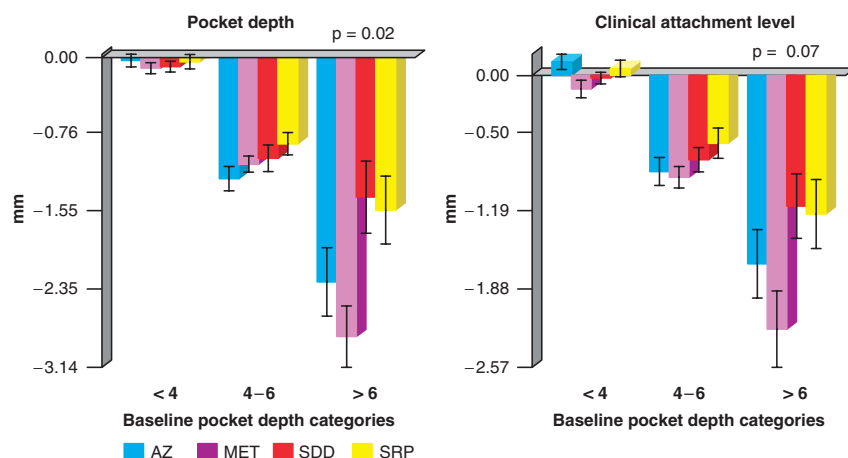 Pocket depth
p = 0.02
0.00
−0.76
−1.55
−2.35
−3.14
mm
< 4 4−6 > 6
Baseline pocket depth categories
Clinical attachment level
p = 0.07
0.00
−0.50
−1.19
−1.88
−2.57
mm
< 4 4−6 > 6
Baseline pocket depth categories
AZ MET SDD SRP